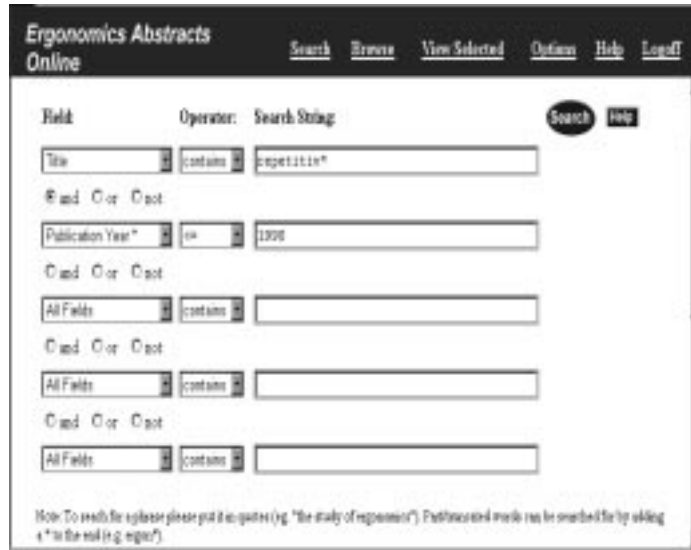 Ergonomics Abstracts
Online
Search Browse View Selected Options Help Logoff
Field: Operator: Search String:
Search Help
Title contains repetitiv*
and or not
Publication Year* <= 1998
and or not
All Fields contains
and or not
All Fields contains
and or not
All Fields contains
Note: To search for a phrase please put it in quotes (eg. "the study of ergonomics"). Part/truncated words can be searched for by adding
a * to the end (e.g. ergon*).